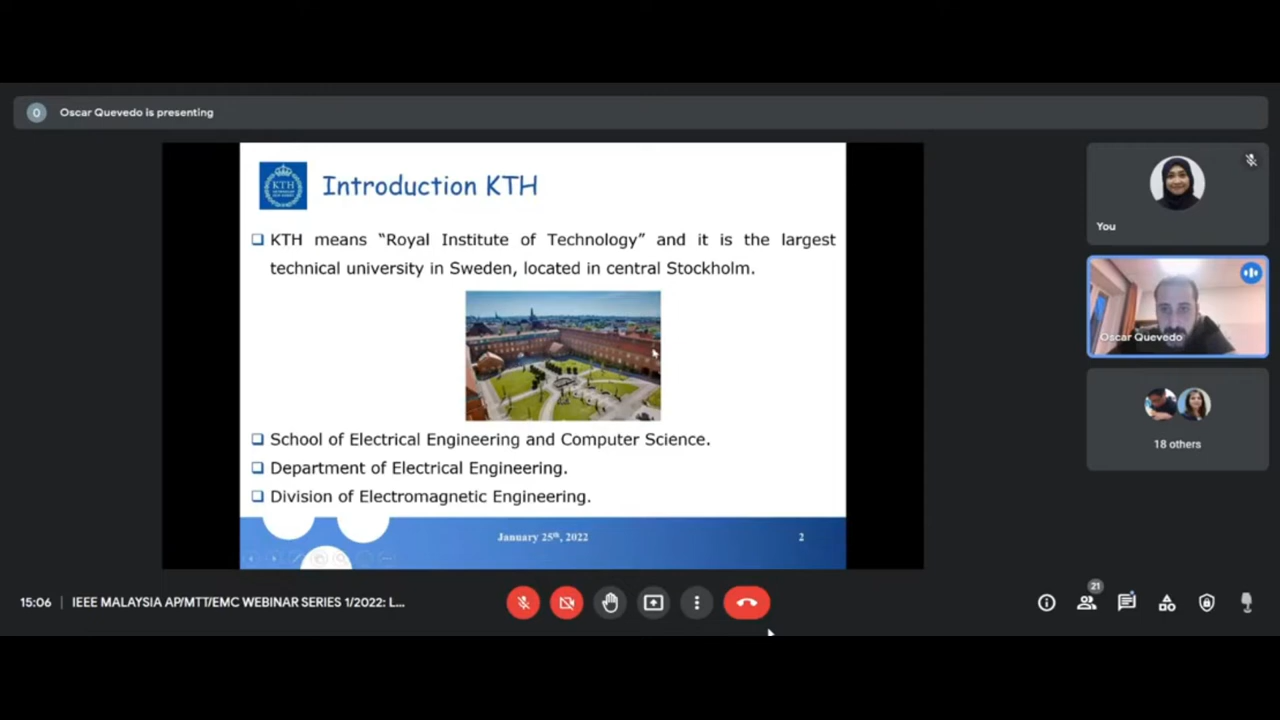 O
Oscar Quevedo is presenting
KTH
Introduction KTH
❑ KTH means “Royal Institute of Technology” and it is the largest
technical university in Sweden, located in central Stockholm.
❑ School of Electrical Engineering and Computer Science.
❑ Department of Electrical Engineering.
❑ Division of Electromagnetic Engineering.
January 25th, 2022
2
You
Oscar Quevedo
18 others
15:06 | IEEE MALAYSIA AP/MTT/EMC WEBINAR SERIES 1/2022: L...
21